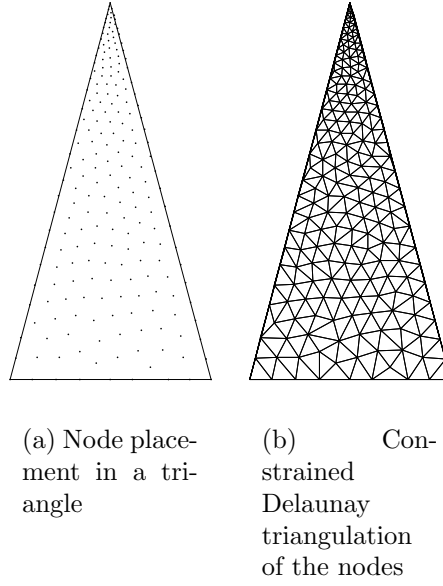 (a) Node place-
ment in a tri-
angle
(b) Con-
strained
Delaunay
triangulation
of the nodes